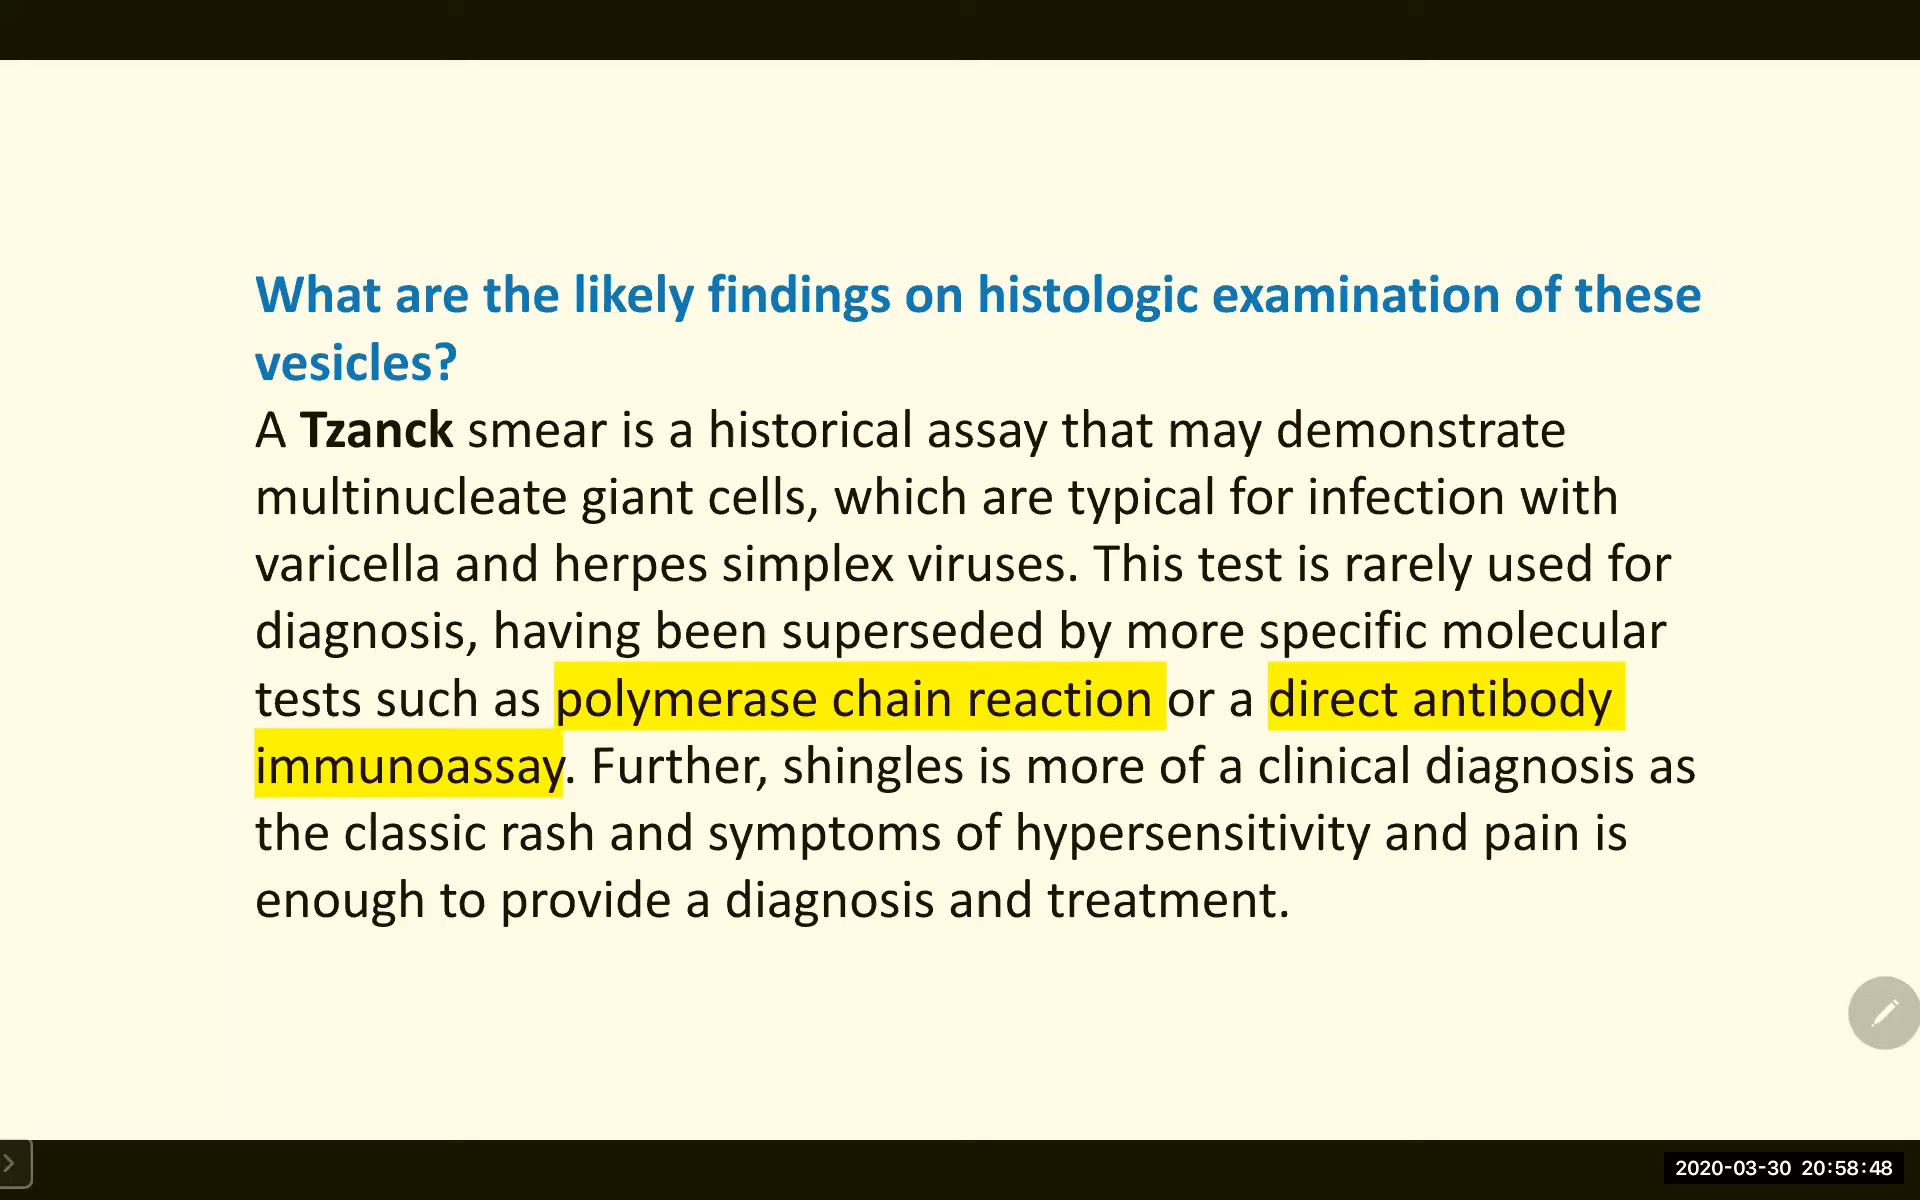 What are the likely findings on histologic examination of these
vesicles?
A Tzanck smear is a historical assay that may demonstrate
multinucleate giant cells, which are typical for infection with
varicella and herpes simplex viruses. This test is rarely used for
diagnosis, having been superseded by more specific molecular
tests such as polymerase chain reaction or a direct antibody
immunoassay. Further, shingles is more of a clinical diagnosis as
the classic rash and symptoms of hypersensitivity and pain is
enough to provide a diagnosis and treatment.
2020-03-30 20:58:48